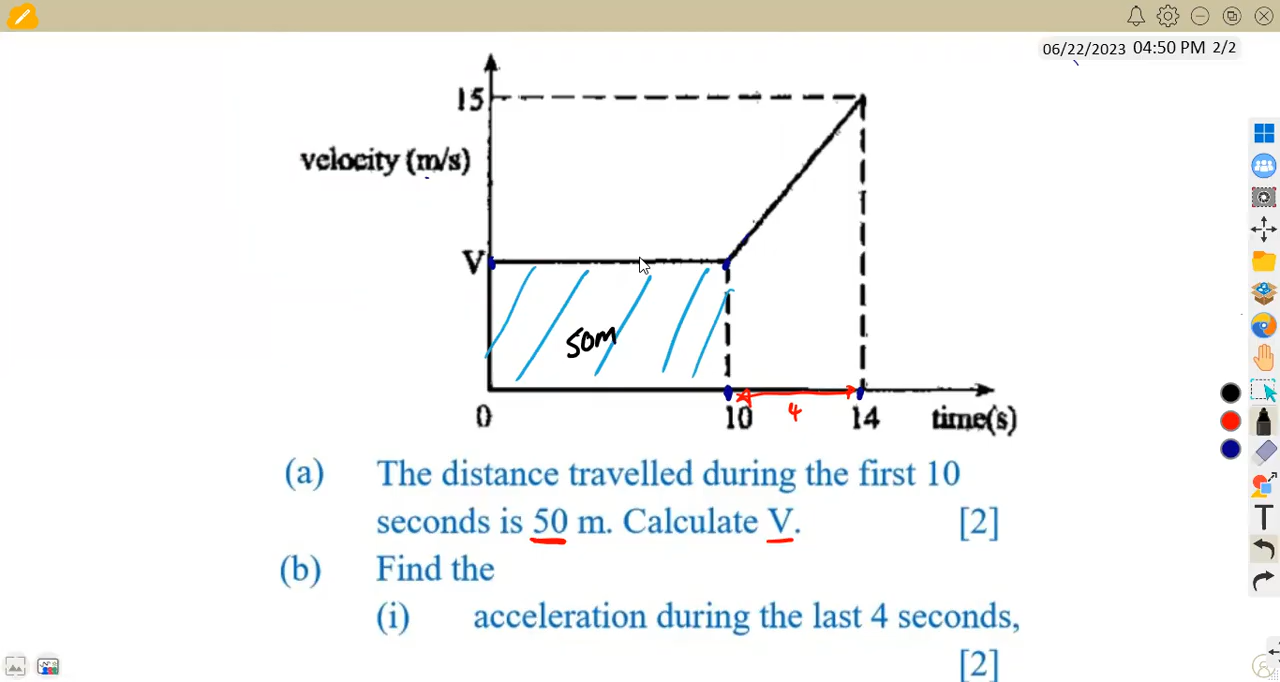 06/22/2023 04:50 PM 2/2
15
velocity (m/s)
V
50M
4
0
10
14
time(s)
(a) The distance travelled during the first 10
seconds is 50 m. Calculate V. [2]
(b) Find the
(i) acceleration during the last 4 seconds,
[2]
T